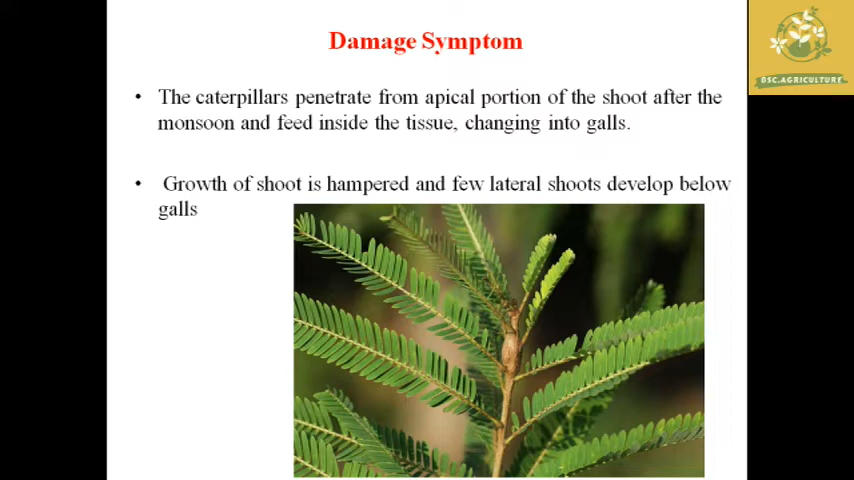 Damage Symptom
BSC.AGRICULTURE
• The caterpillars penetrate from apical portion of the shoot after the
monsoon and feed inside the tissue, changing into galls.
• Growth of shoot is hampered and few lateral shoots develop below
galls